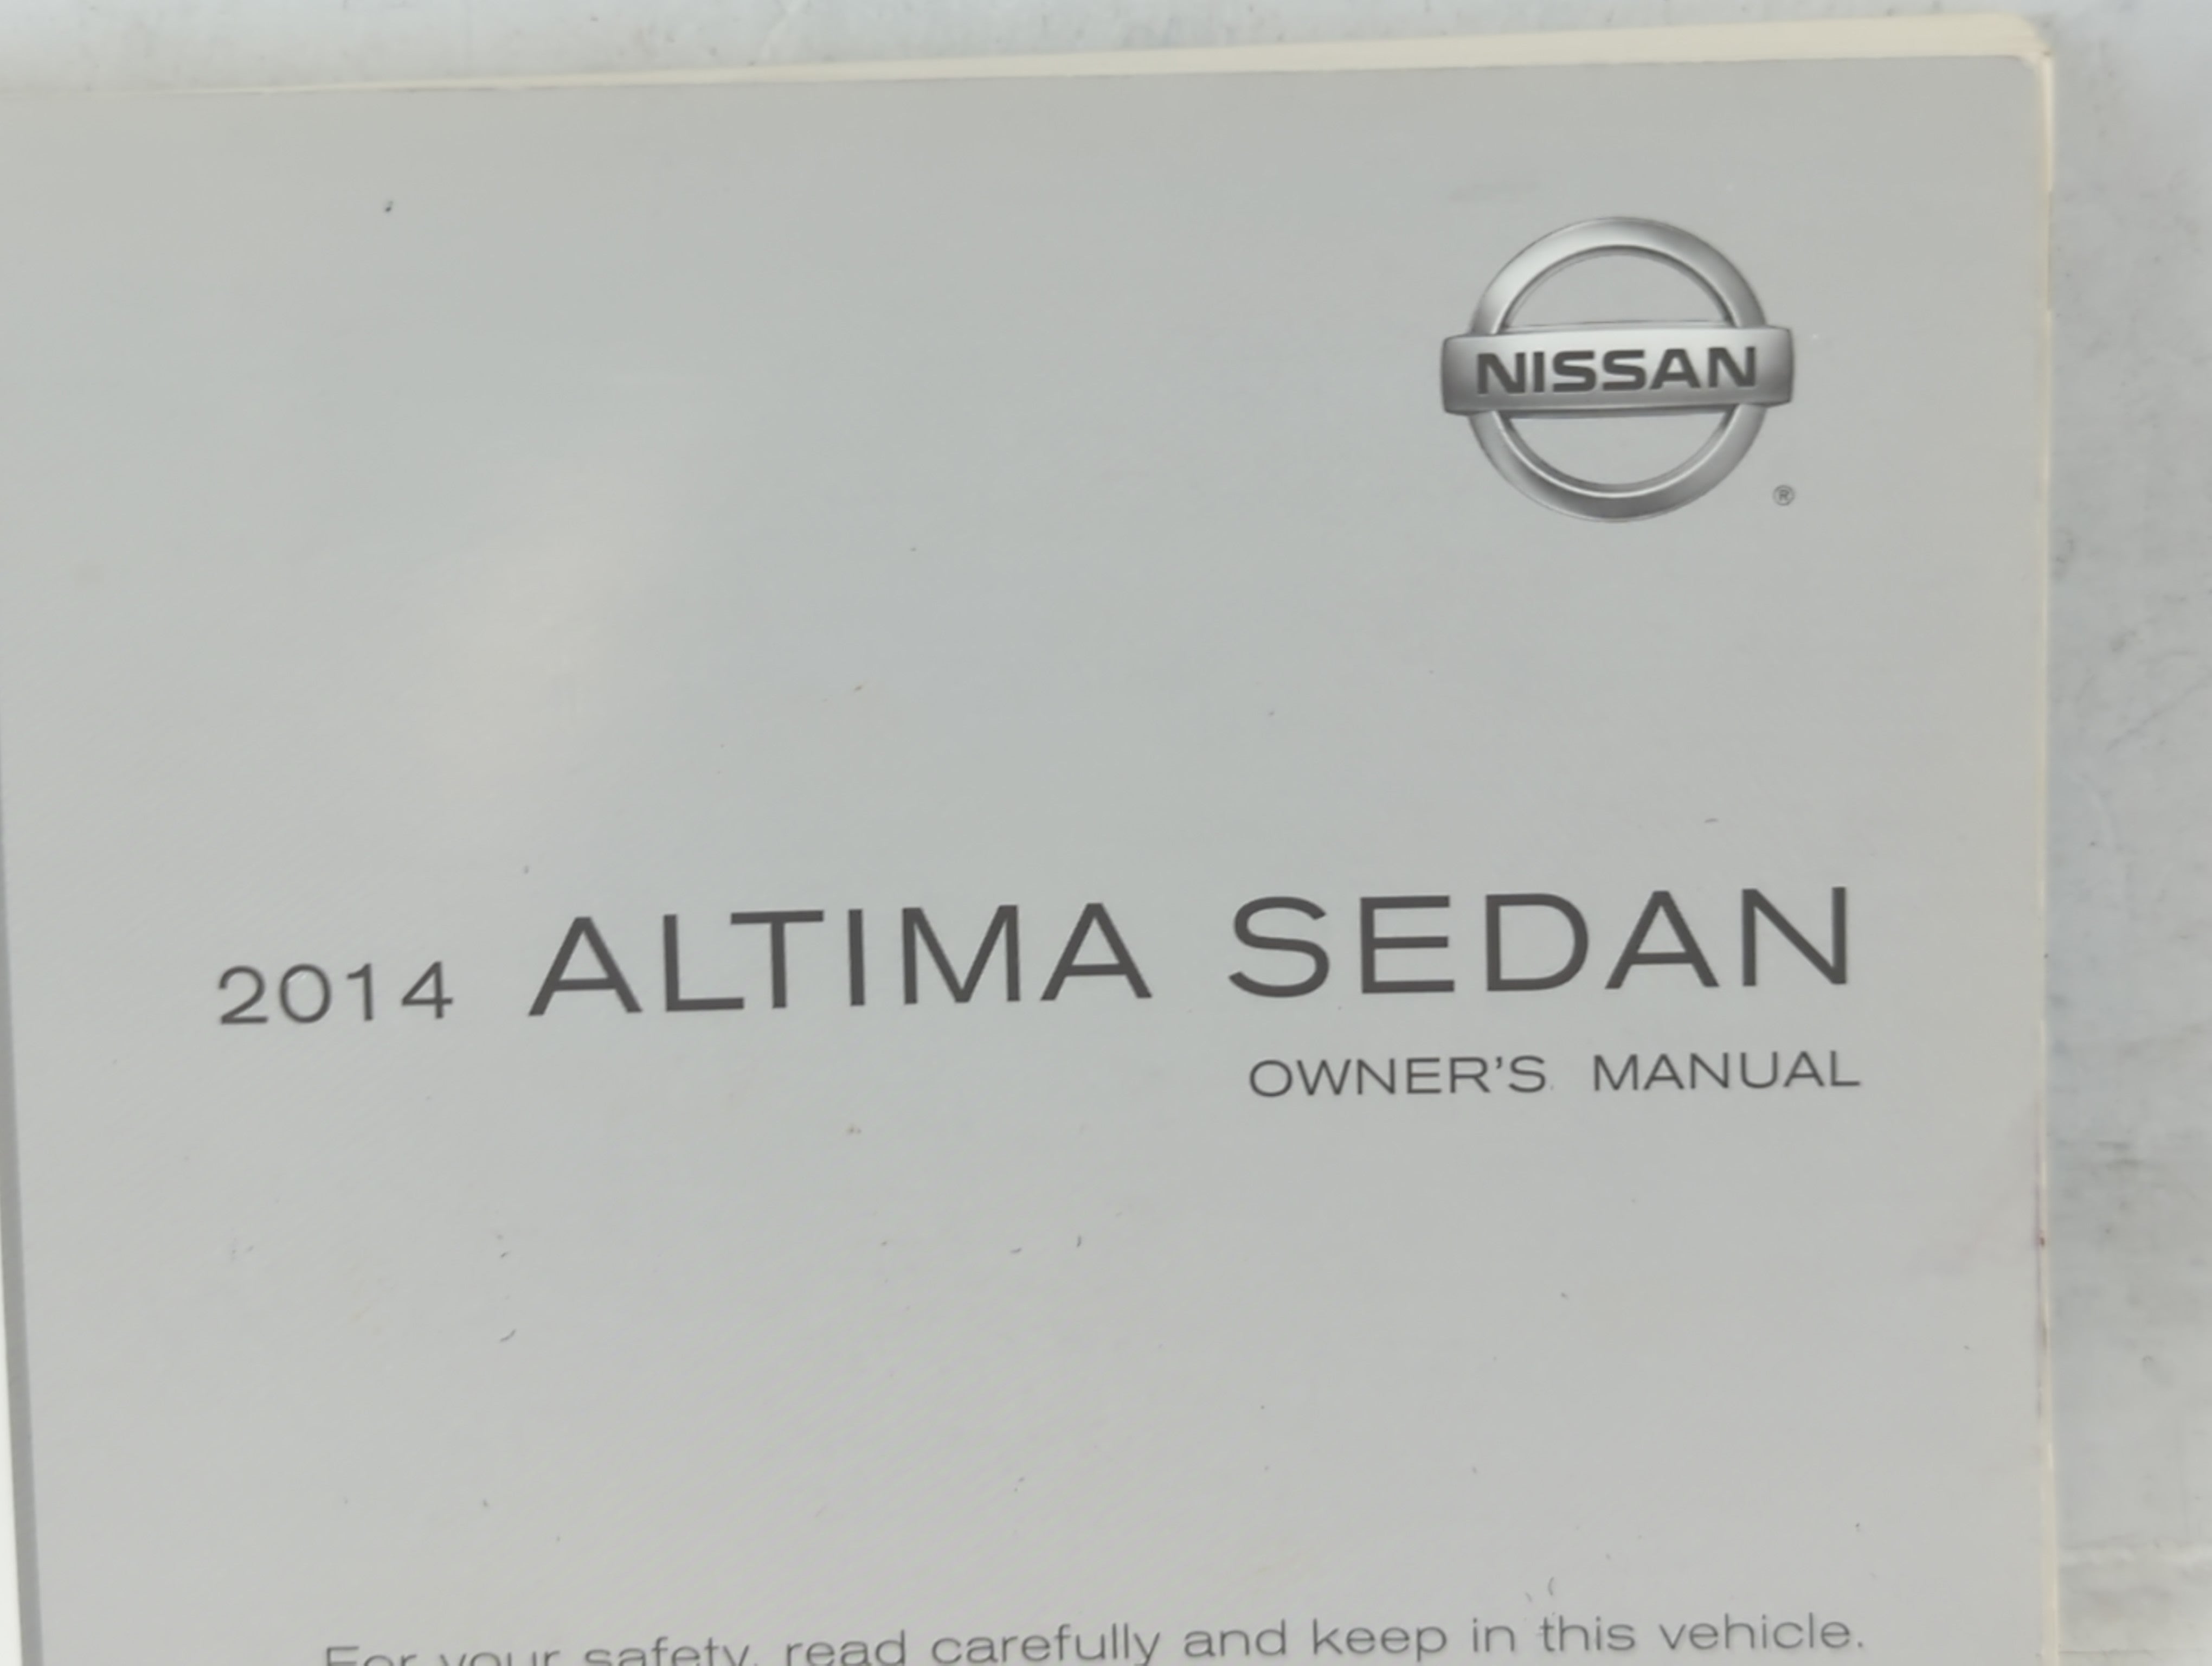 NISSAN
®
2014 ALTIMA SEDAN
OWNER'S MANUAL
For your safety, read carefully and keep in this vehicle.